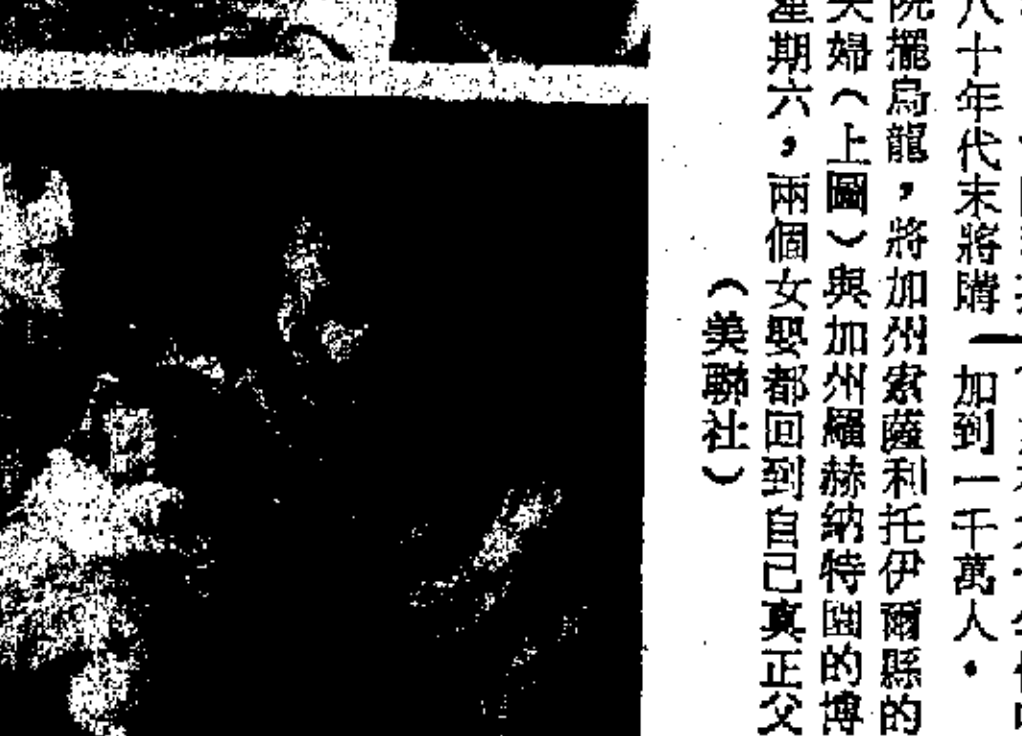 八十年代末將購
加到一千萬人。
院擺烏龍，將加州索薩利托伊爾縣的
夫婦（上圖）與加州羅赫納特園的博
星期六，兩個女嬰都回到自己真正父
（美聯社）